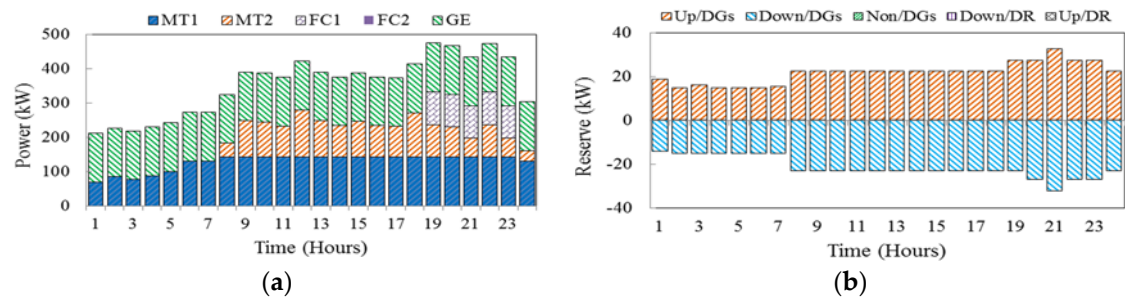 MT1 MT2 FC1 FC2 GE
500
400
300
200
100
0
Power (kW)
1 3 5 7 9 11 13 15 17 19 21 23
Time (Hours)
(a)
Up/DGs Down/DGs Non/DGs Down/DR Up/DR
40
20
0
-20
-40
Reserve (kW)
1 3 5 7 9 11 13 15 17 19 21 23
Time (Hours)
(b)